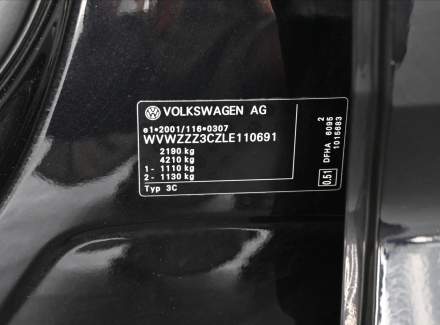 VOLKSWAGEN AG
e1*2001/116*0307
WVWZZZ3CZLE110691
2190 kg
4210 kg
1 - 1110 kg
2 - 1130 kg
Typ 3C
2
DFHA 6095
1015683
0.51